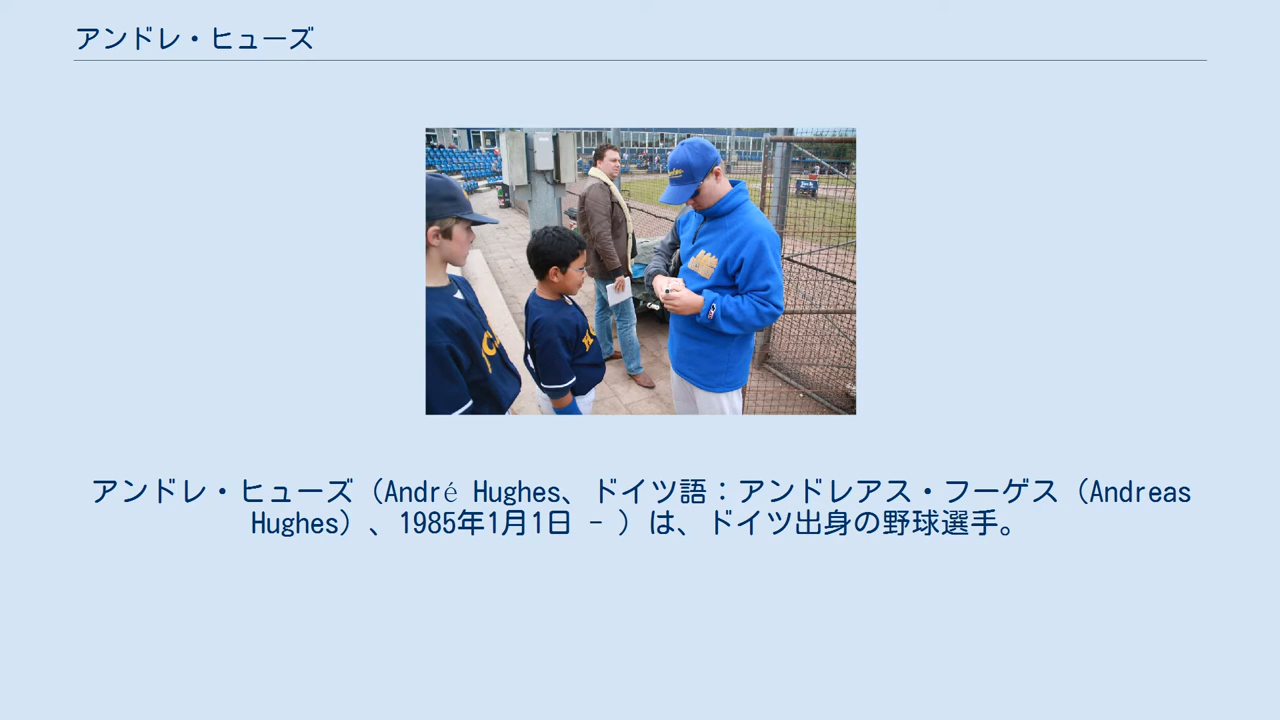 アンドレ・ヒューズ
アンドレ・ヒューズ（André Hughes、ドイツ語：アンドレアス・フーゲス（Andreas
Hughes）、1985年1月1日 - ）は、ドイツ出身の野球選手。